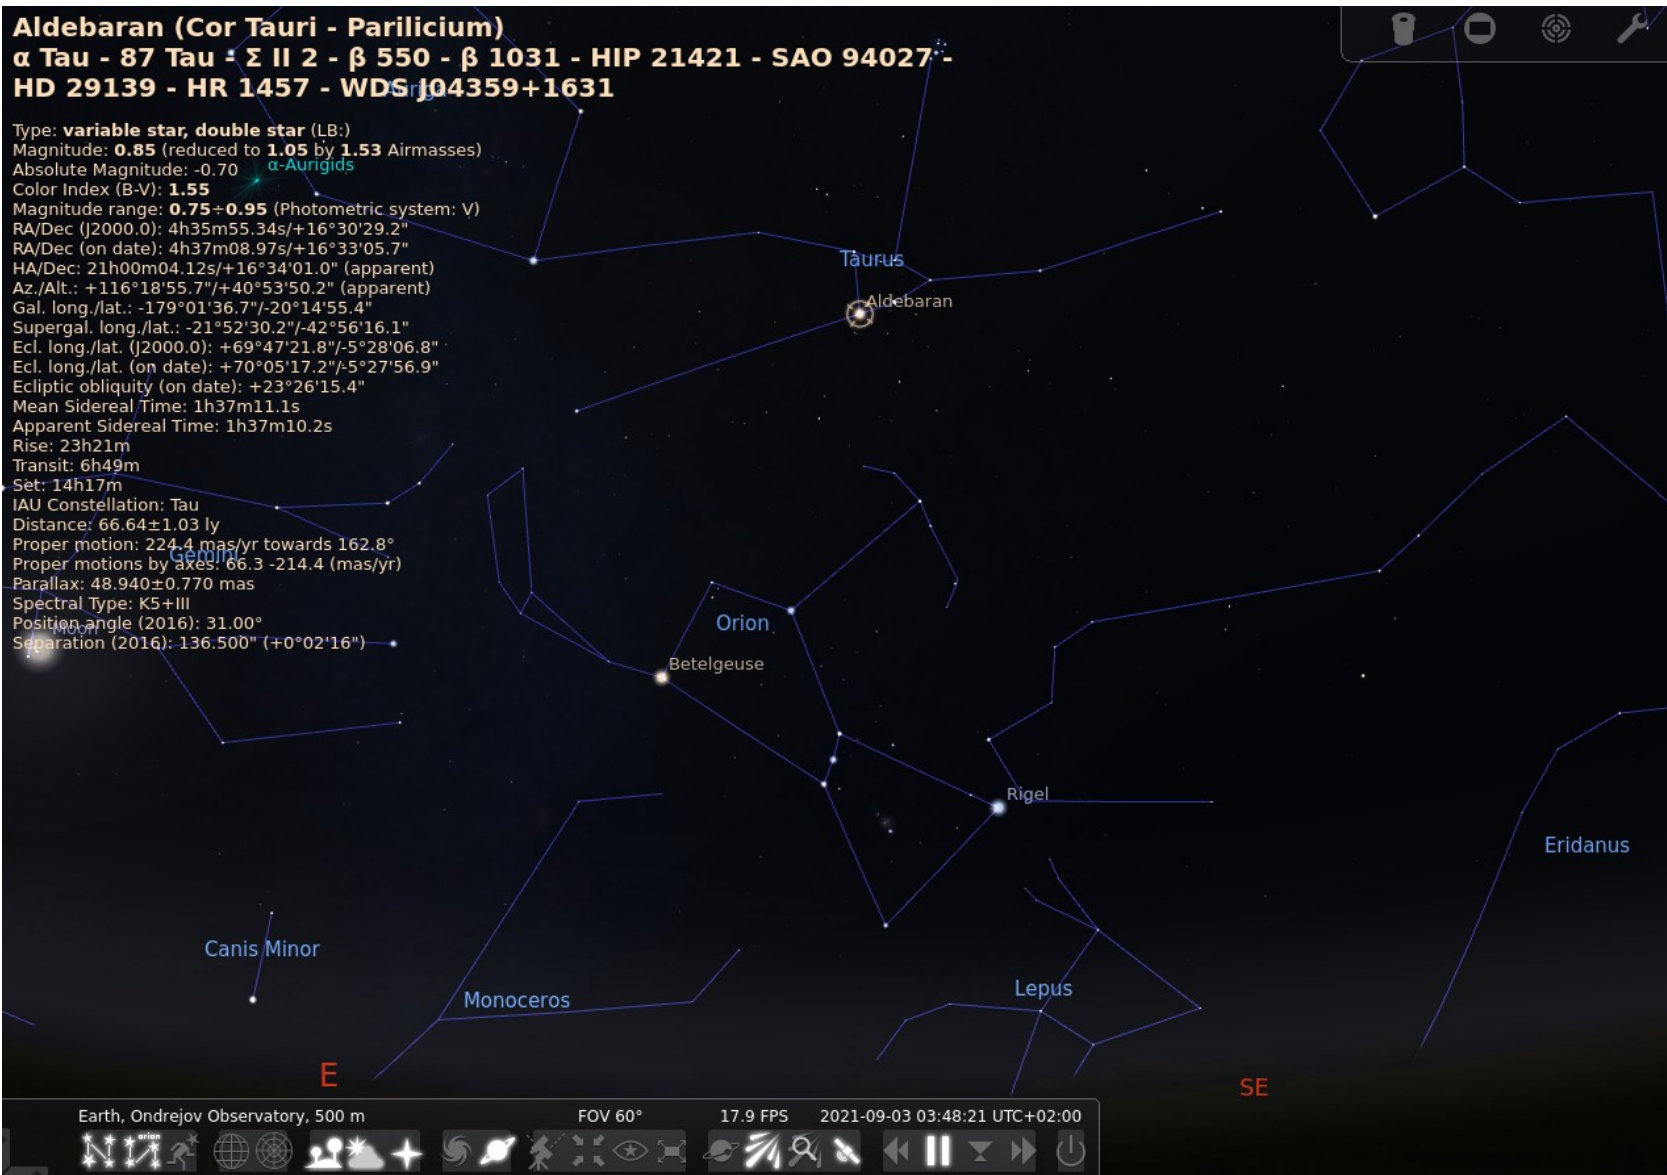 Aldebaran (Cor Tauri - Parilicium)
α Tau - 87 Tau - Σ II 2 - β 550 - β 1031 - HIP 21421 - SAO 94027 -
HD 29139 - HR 1457 - WDS J04359+1631
Auriga
Type: variable star, double star (LB:)
Magnitude: 0.85 (reduced to 1.05 by 1.53 Airmasses)
α-Aurigids
Absolute Magnitude: -0.70
Color Index (B-V): 1.55
Magnitude range: 0.75÷0.95 (Photometric system: V)
RA/Dec (J2000.0): 4h35m55.34s/+16°30'29.2"
RA/Dec (on date): 4h37m08.97s/+16°33'05.7"
Taurus
HA/Dec: 21h00m04.12s/+16°34'01.0" (apparent)
Az./Alt.: +116°18'55.7"/+40°53'50.2" (apparent)
Aldebaran
Gal. long./lat.: -179°01'36.7"/-20°14'55.4"
Supergal. long./lat.: -21°52'30.2"/-42°56'16.1"
Ecl. long./lat. (J2000.0): +69°47'21.8"/-5°28'06.8"
Ecl. long./lat. (on date): +70°05'17.2"/-5°27'56.9"
Ecliptic obliquity (on date): +23°26'15.4"
Mean Sidereal Time: 1h37m11.1s
Apparent Sidereal Time: 1h37m10.2s
Rise: 23h21m
Transit: 6h49m
Set: 14h17m
IAU Constellation: Tau
Distance: 66.64±1.03 ly
Proper motion: 224.4 mas/yr towards 162.8°
Gemini
Proper motions by axes: 66.3 -214.4 (mas/yr)
Parallax: 48.940±0.770 mas
Spectral Type: K5+III
Position angle (2016): 31.00°
Moon
Separation (2016): 136.500" (+0°02'16")
Orion
Betelgeuse
Rigel
Eridanus
Canis Minor
Lepus
Monoceros
E
SE
Earth, Ondrejov Observatory, 500 m FOV 60° 17.9 FPS 2021-09-03 03:48:21 UTC+02:00
orion